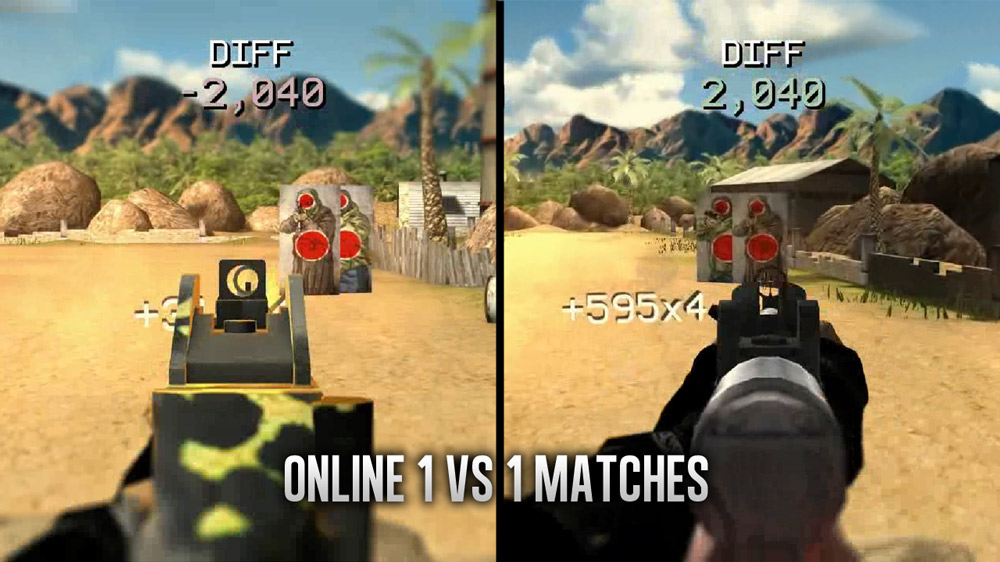 DIFF
-2,040
DIFF
2,040
+595x4
ONLINE 1 VS 1 MATCHES